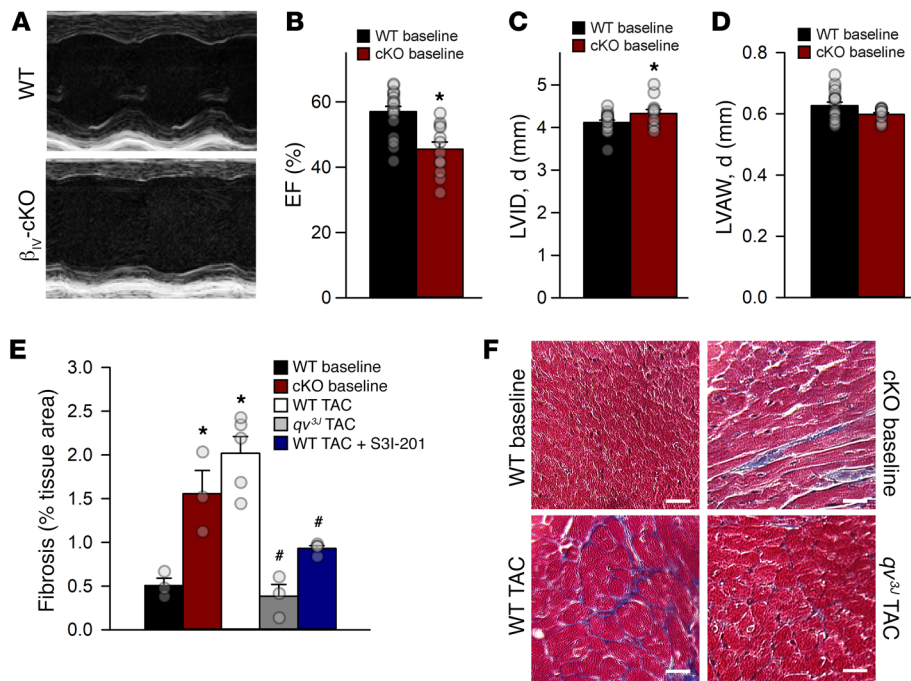 A
WT
β_IV-cKO
B
WT baseline
cKO baseline
EF (%)
60
40
20
0
*
C
WT baseline
cKO baseline
LVID, d (mm)
5
4
3
2
1
0
*
D
WT baseline
cKO baseline
LVAW, d (mm)
0.8
0.6
0.4
0.2
0.0
E
Fibrosis (% tissue area)
3.0
2.5
2.0
1.5
1.0
0.5
0.0
*
*
#
#
WT baseline
cKO baseline
WT TAC
qv³ᴶ TAC
WT TAC + S3I-201
F
WT baseline
cKO baseline
WT TAC
qv³ᴶ TAC